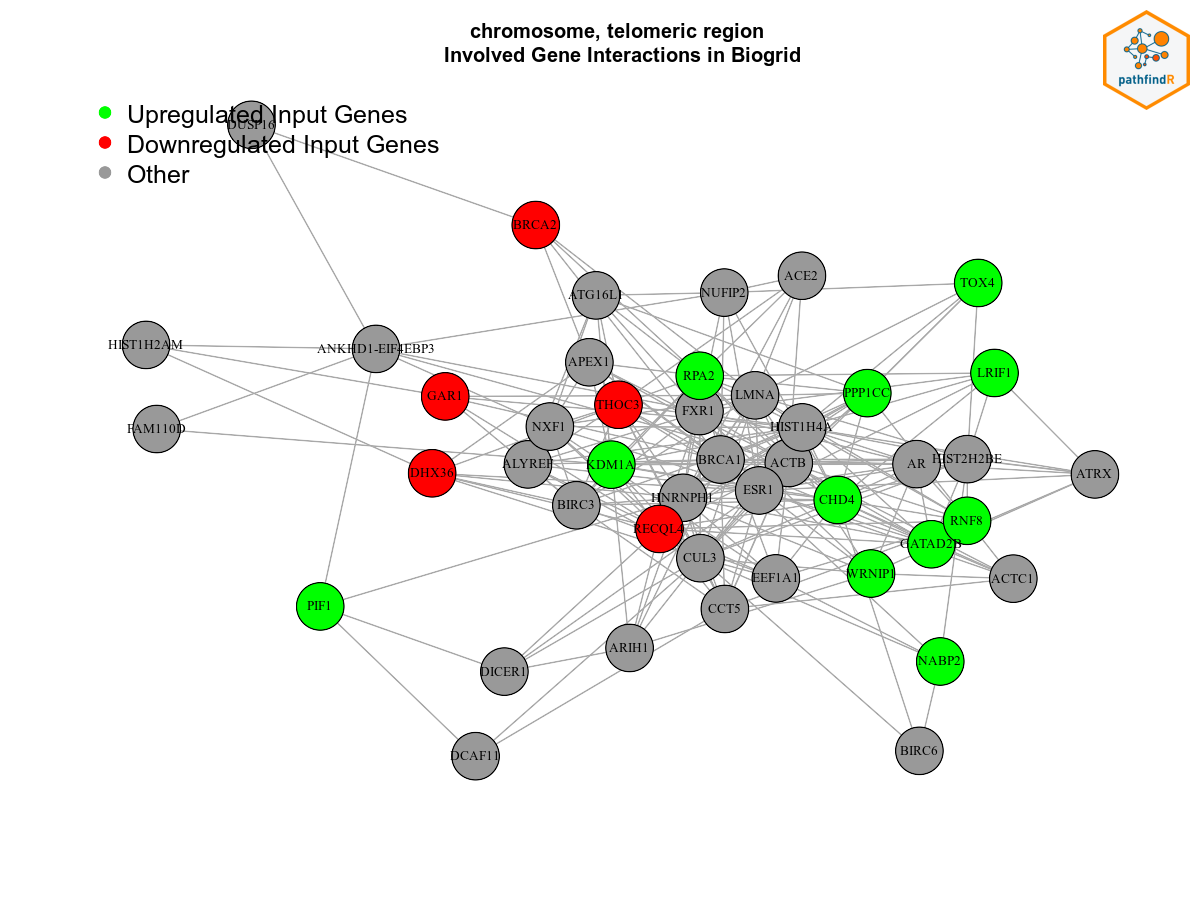 chromosome, telomeric region
Involved Gene Interactions in Biogrid
pathfindR
Upregulated Input Genes
Downregulated Input Genes
Other
DUSP16
BRCA2
ATG16L1
NUFIP2
ACE2
TOX4
HIST1H2AM
ANKHD1-EIF4EBP3
APEX1
RPA2
LMNA
PPP1CC
LRIF1
GAR1
THOC3
FXR1
HIST1H4A
FAM110D
NXF1
DHX36
ALYREF
KDM1A
BRCA1
ACTB
AR
HIST2H2BE
ATRX
BIRC3
HNRNPH1
ESR1
CHD4
RECQL4
RNF8
GATAD2B
CUL3
EEF1A1
WRNIP1
ACTC1
PIF1
CCT5
DICER1
ARIH1
NABP2
DCAF11
BIRC6